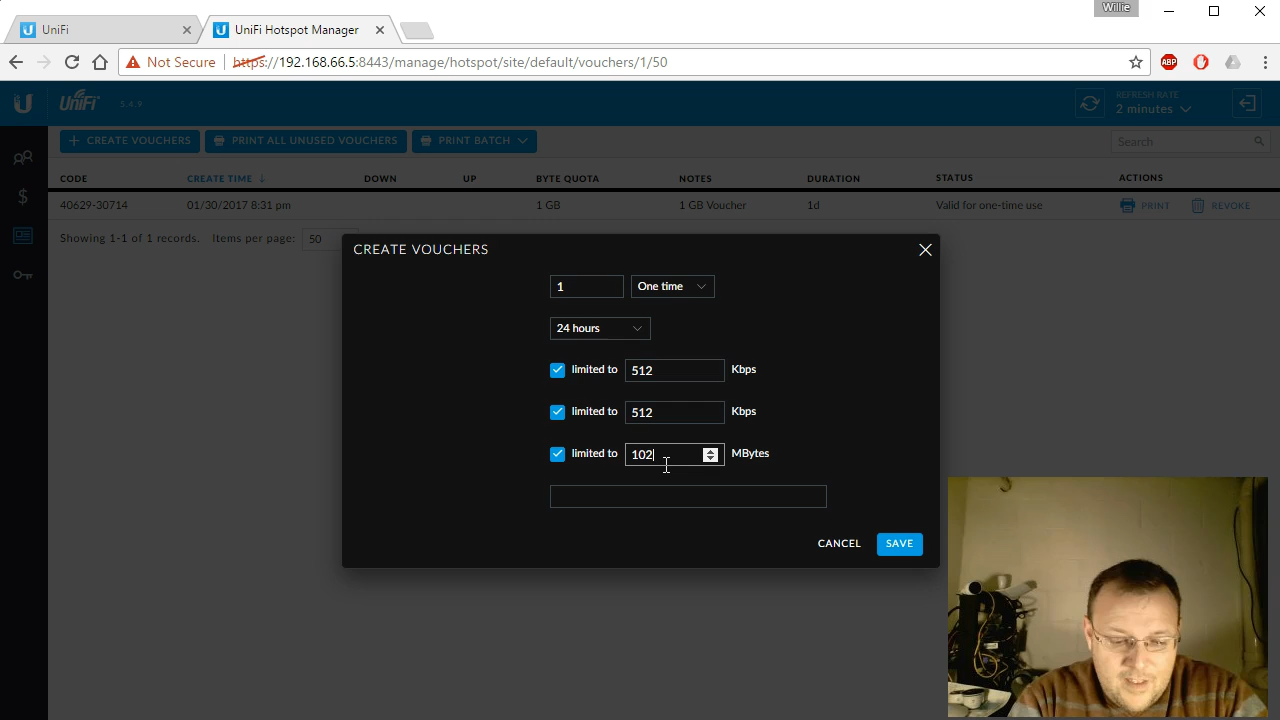 Willie
UniFi
UniFi Hotspot Manager
Not Secure https://192.168.66.5:8443/manage/hotspot/site/default/vouchers/1/50
ABP
UniFi 5.4.9
REFRESH RATE
2 minutes
CREATE VOUCHERS PRINT ALL UNUSED VOUCHERS PRINT BATCH Search
CODE CREATE TIME DOWN UP BYTE QUOTA NOTES DURATION STATUS ACTIONS
40629-30714 01/30/2017 8:31 pm 1 GB 1 GB Voucher 1d Valid for one-time use PRINT REVOKE
Showing 1-1 of 1 records. Items per page: 50
CREATE VOUCHERS
1 One time
24 hours
limited to 512 Kbps
limited to 512 Kbps
limited to 102 MBytes
CANCEL SAVE